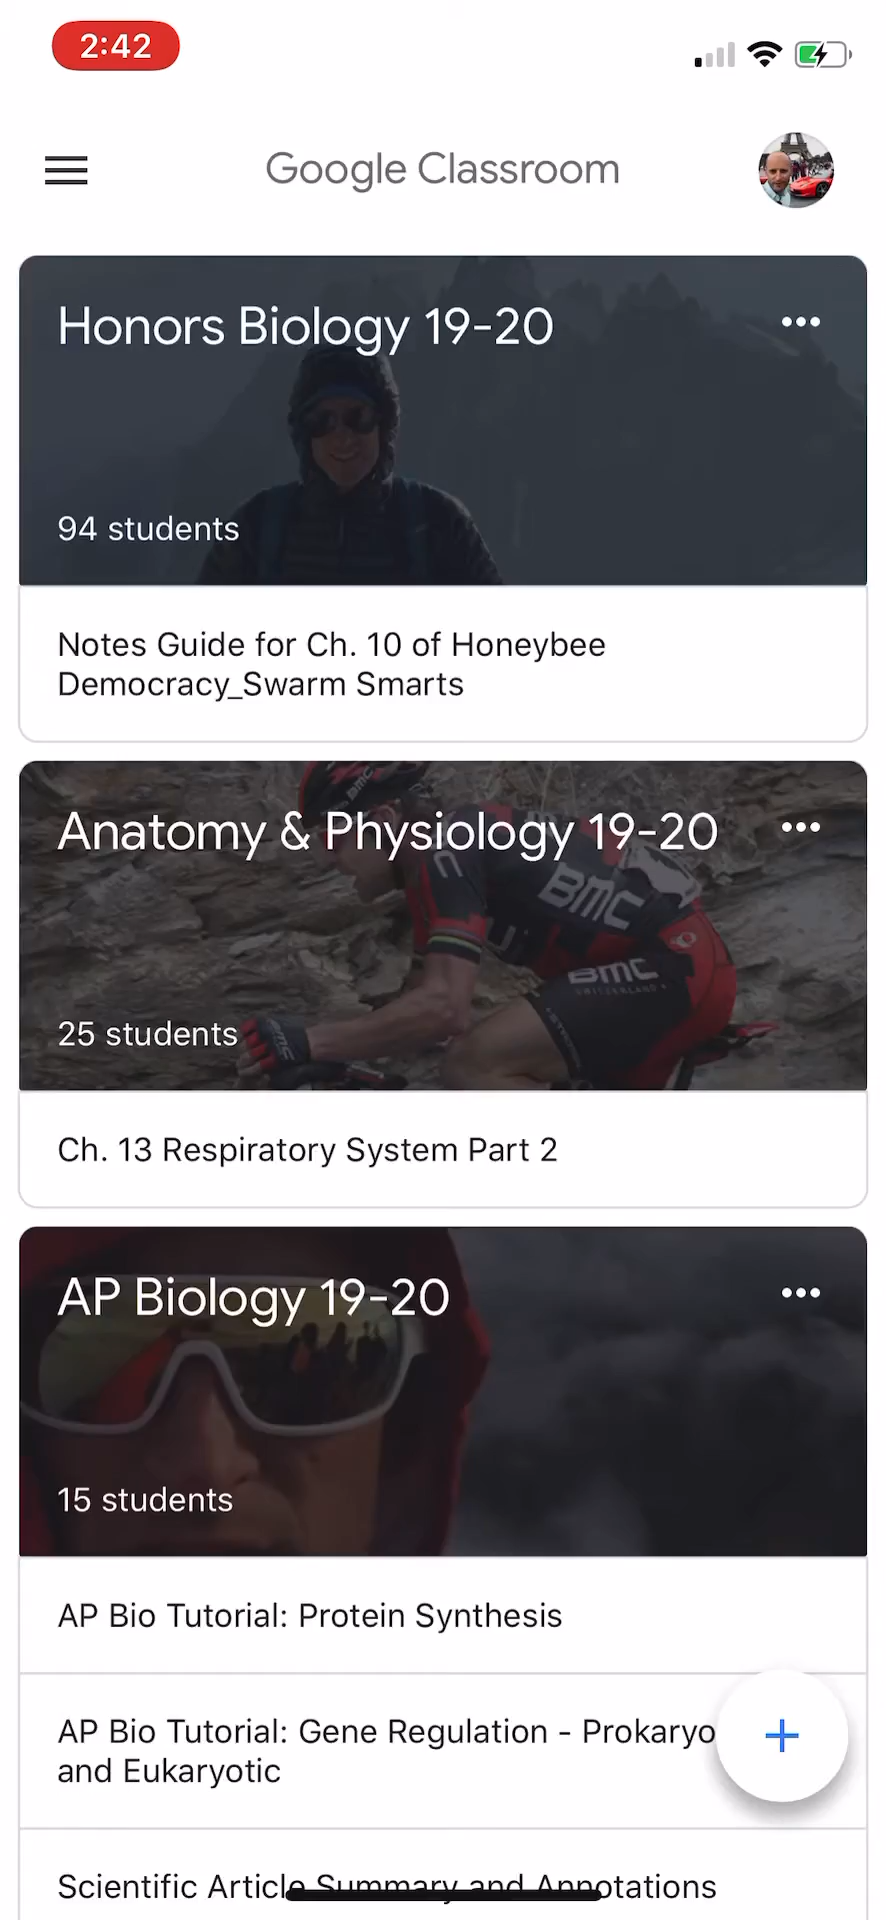 2:42
Google Classroom
Honors Biology 19-20
94 students
Notes Guide for Ch. 10 of Honeybee
Democracy_Swarm Smarts
Anatomy & Physiology 19-20
BMC
BMC
SWITZERLAND
25 students
Ch. 13 Respiratory System Part 2
AP Biology 19-20
15 students
AP Bio Tutorial: Protein Synthesis
AP Bio Tutorial: Gene Regulation - Prokaryo
and Eukaryotic
Scientific Article Summary and Annotations